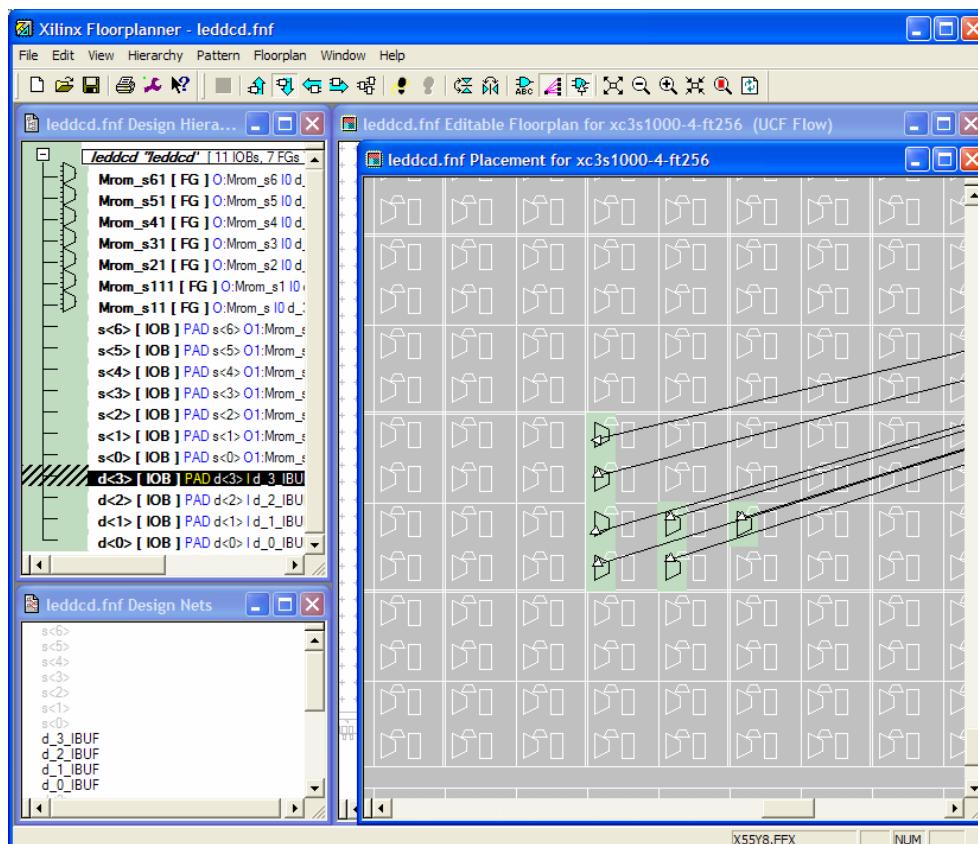 Xilinx Floorplanner - leddcd.fnf
File Edit View Hierarchy Pattern Floorplan Window Help
ABC
leddcd.fnf Design Hiera...
leddcd "leddcd" [ 11 IOBs, 7 FGs
Mrom_s61 [ FG ] O:Mrom_s6 I0 d_
Mrom_s51 [ FG ] O:Mrom_s5 I0 d_
Mrom_s41 [ FG ] O:Mrom_s4 I0 d_
Mrom_s31 [ FG ] O:Mrom_s3 I0 d_
Mrom_s21 [ FG ] O:Mrom_s2 I0 d_
Mrom_s111 [ FG ] O:Mrom_s1 I0
Mrom_s11 [ FG ] O:Mrom_s I0 d_3
s<6> [ IOB ] PAD s<6> O1:Mrom_s
s<5> [ IOB ] PAD s<5> O1:Mrom_s
s<4> [ IOB ] PAD s<4> O1:Mrom_s
s<3> [ IOB ] PAD s<3> O1:Mrom_s
s<2> [ IOB ] PAD s<2> O1:Mrom_s
s<1> [ IOB ] PAD s<1> O1:Mrom_s
s<0> [ IOB ] PAD s<0> O1:Mrom_s
d<3> [ IOB ] PAD d<3> I d_3_IBU
d<2> [ IOB ] PAD d<2> I d_2_IBU
d<1> [ IOB ] PAD d<1> I d_1_IBU
d<0> [ IOB ] PAD d<0> I d_0_IBU
leddcd.fnf Design Nets
s<6>
s<5>
s<4>
s<3>
s<2>
s<1>
s<0>
d_3_IBUF
d_2_IBUF
d_1_IBUF
d_0_IBUF
leddcd.fnf Editable Floorplan for xc3s1000-4-ft256 (UCF Flow)
leddcd.fnf Placement for xc3s1000-4-ft256
X55Y8.FFX
NUM